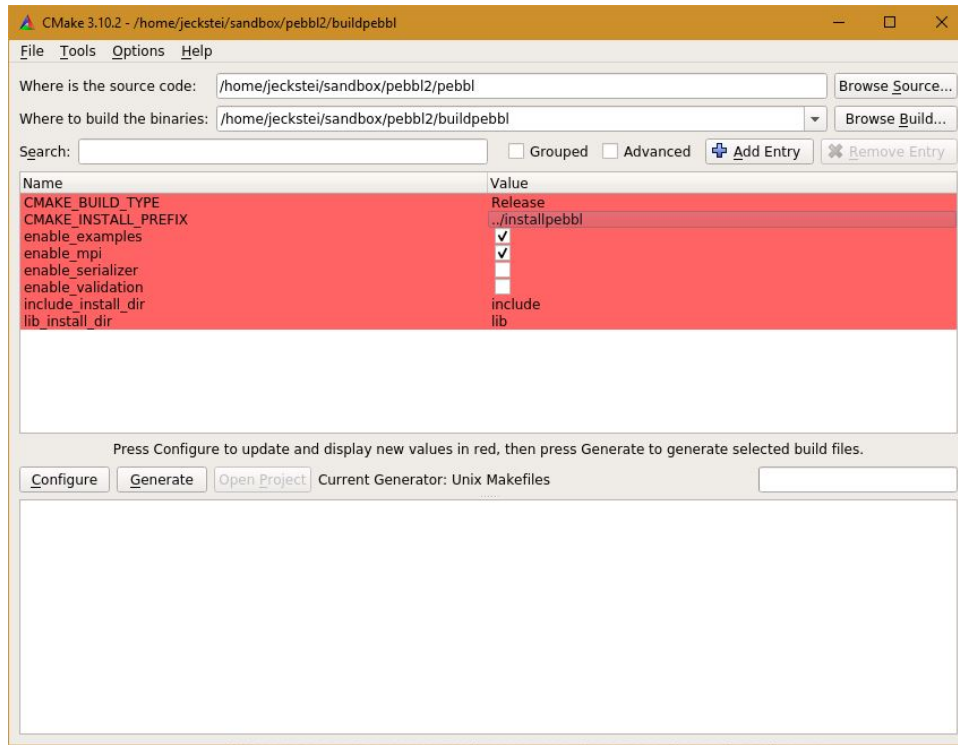 CMake 3.10.2 - /home/jeckstei/sandbox/pebbl2/buildpebbl
File Tools Options Help
Where is the source code: /home/jeckstei/sandbox/pebbl2/pebbl Browse Source...
Where to build the binaries: /home/jeckstei/sandbox/pebbl2/buildpebbl Browse Build...
Search: Grouped Advanced Add Entry Remove Entry
Name Value
CMAKE_BUILD_TYPE Release
CMAKE_INSTALL_PREFIX ../installpebbl
enable_examples
enable_mpi
enable_serializer
enable_validation
include_install_dir include
lib_install_dir lib
Press Configure to update and display new values in red, then press Generate to generate selected build files.
Configure Generate Open Project Current Generator: Unix Makefiles